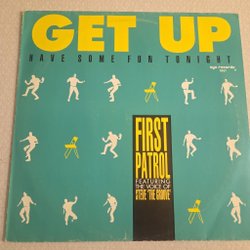 GET UP
HAVE SOME FUN TONIGHT
FIRST
PATROL
FEATURING
THE VOICE OF
STEVE 'THE GROOVE'